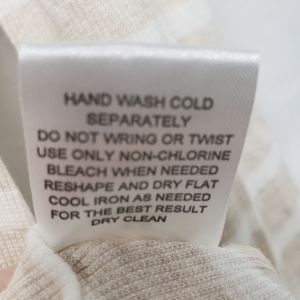 HAND WASH COLD
SEPARATELY
DO NOT WRING OR TWIST
USE ONLY NON-CHLORINE
BLEACH WHEN NEEDED
RESHAPE AND DRY FLAT
COOL IRON AS NEEDED
FOR THE BEST RESULT
DRY CLEAN